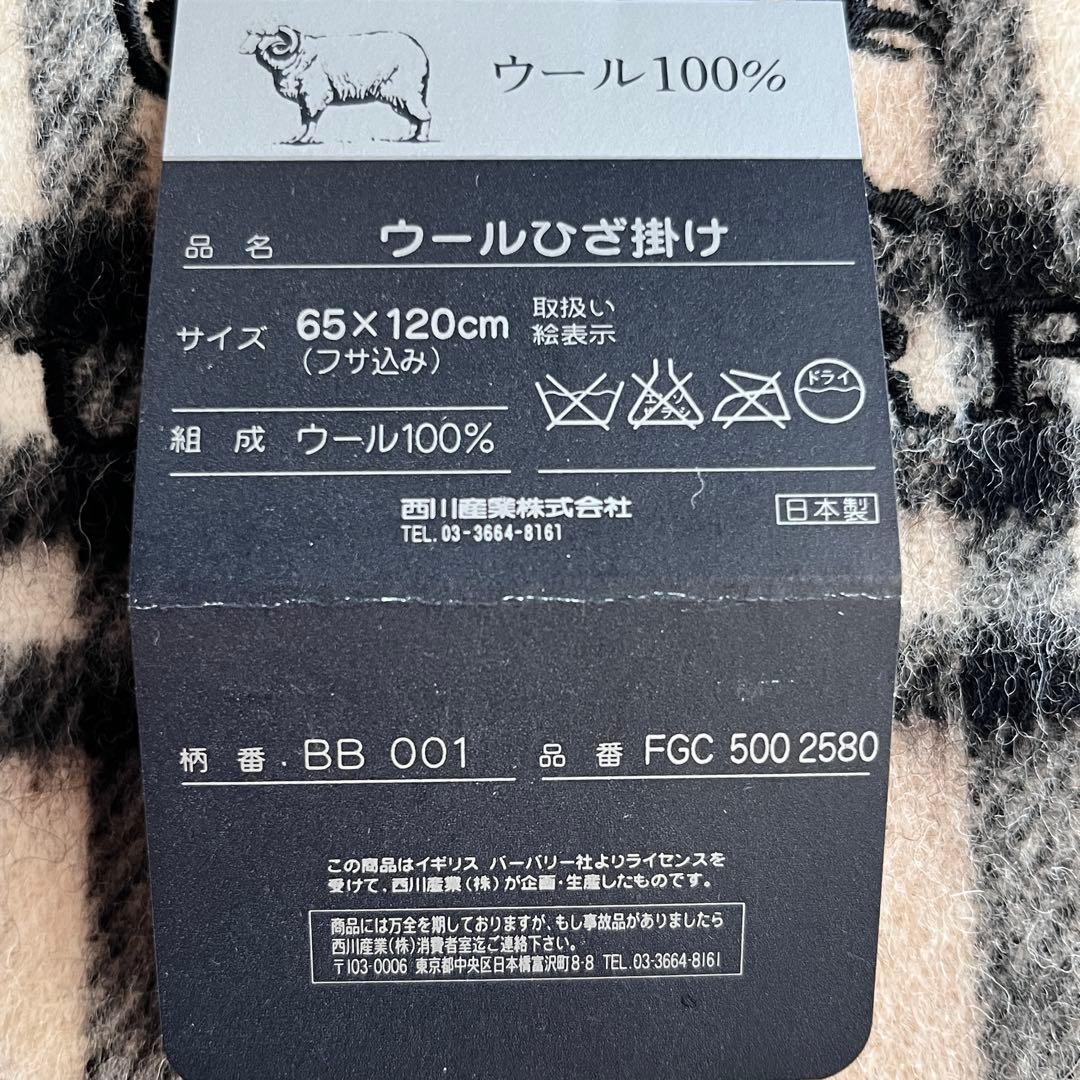 ウール100%
品名 ウールひざ掛け
サイズ 65×120cm
(フサ込み)
取扱い
絵表示
エンソ
ドライ
組成 ウール100%
西川産業株式会社
TEL.03-3664-8161
日本製
柄番 BB 001
品番 FGC 500 2580
この商品はイギリス バーバリー社よりライセンスを
受けて、西川産業(株)が企画・生産したものです。
商品には万全を期しておりますが、もし事故品がありましたら
西川産業(株)消費者室迄ご連絡下さい。
〒103-0006 東京都中央区日本橋富沢町8-8 TEL.03-3664-8161